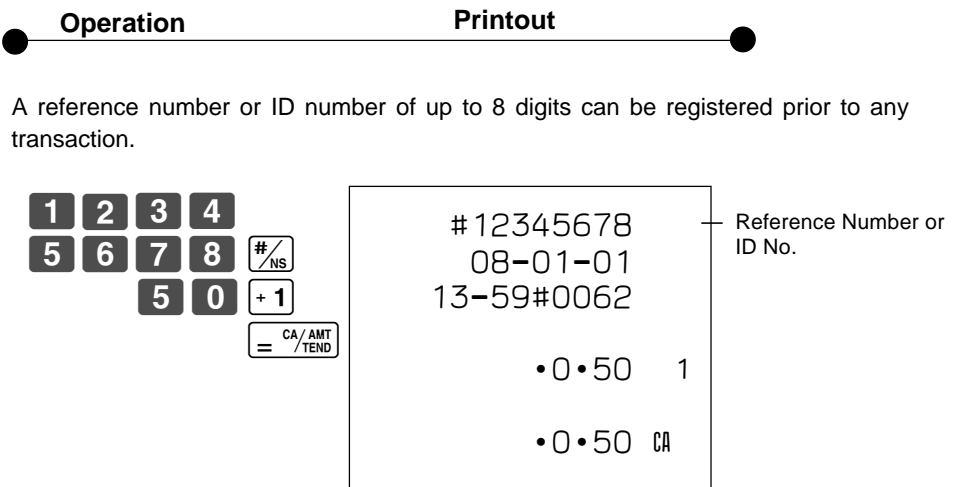 Operation Printout
A reference number or ID number of up to 8 digits can be registered prior to any
transaction.
1 2 3 4
5 6 7 8 #/NS
5 0 + 1
= CA/AMT TEND
#12345678
08-01-01
13-59#0062
•0•50 1
•0•50 CA
Reference Number or
ID No.